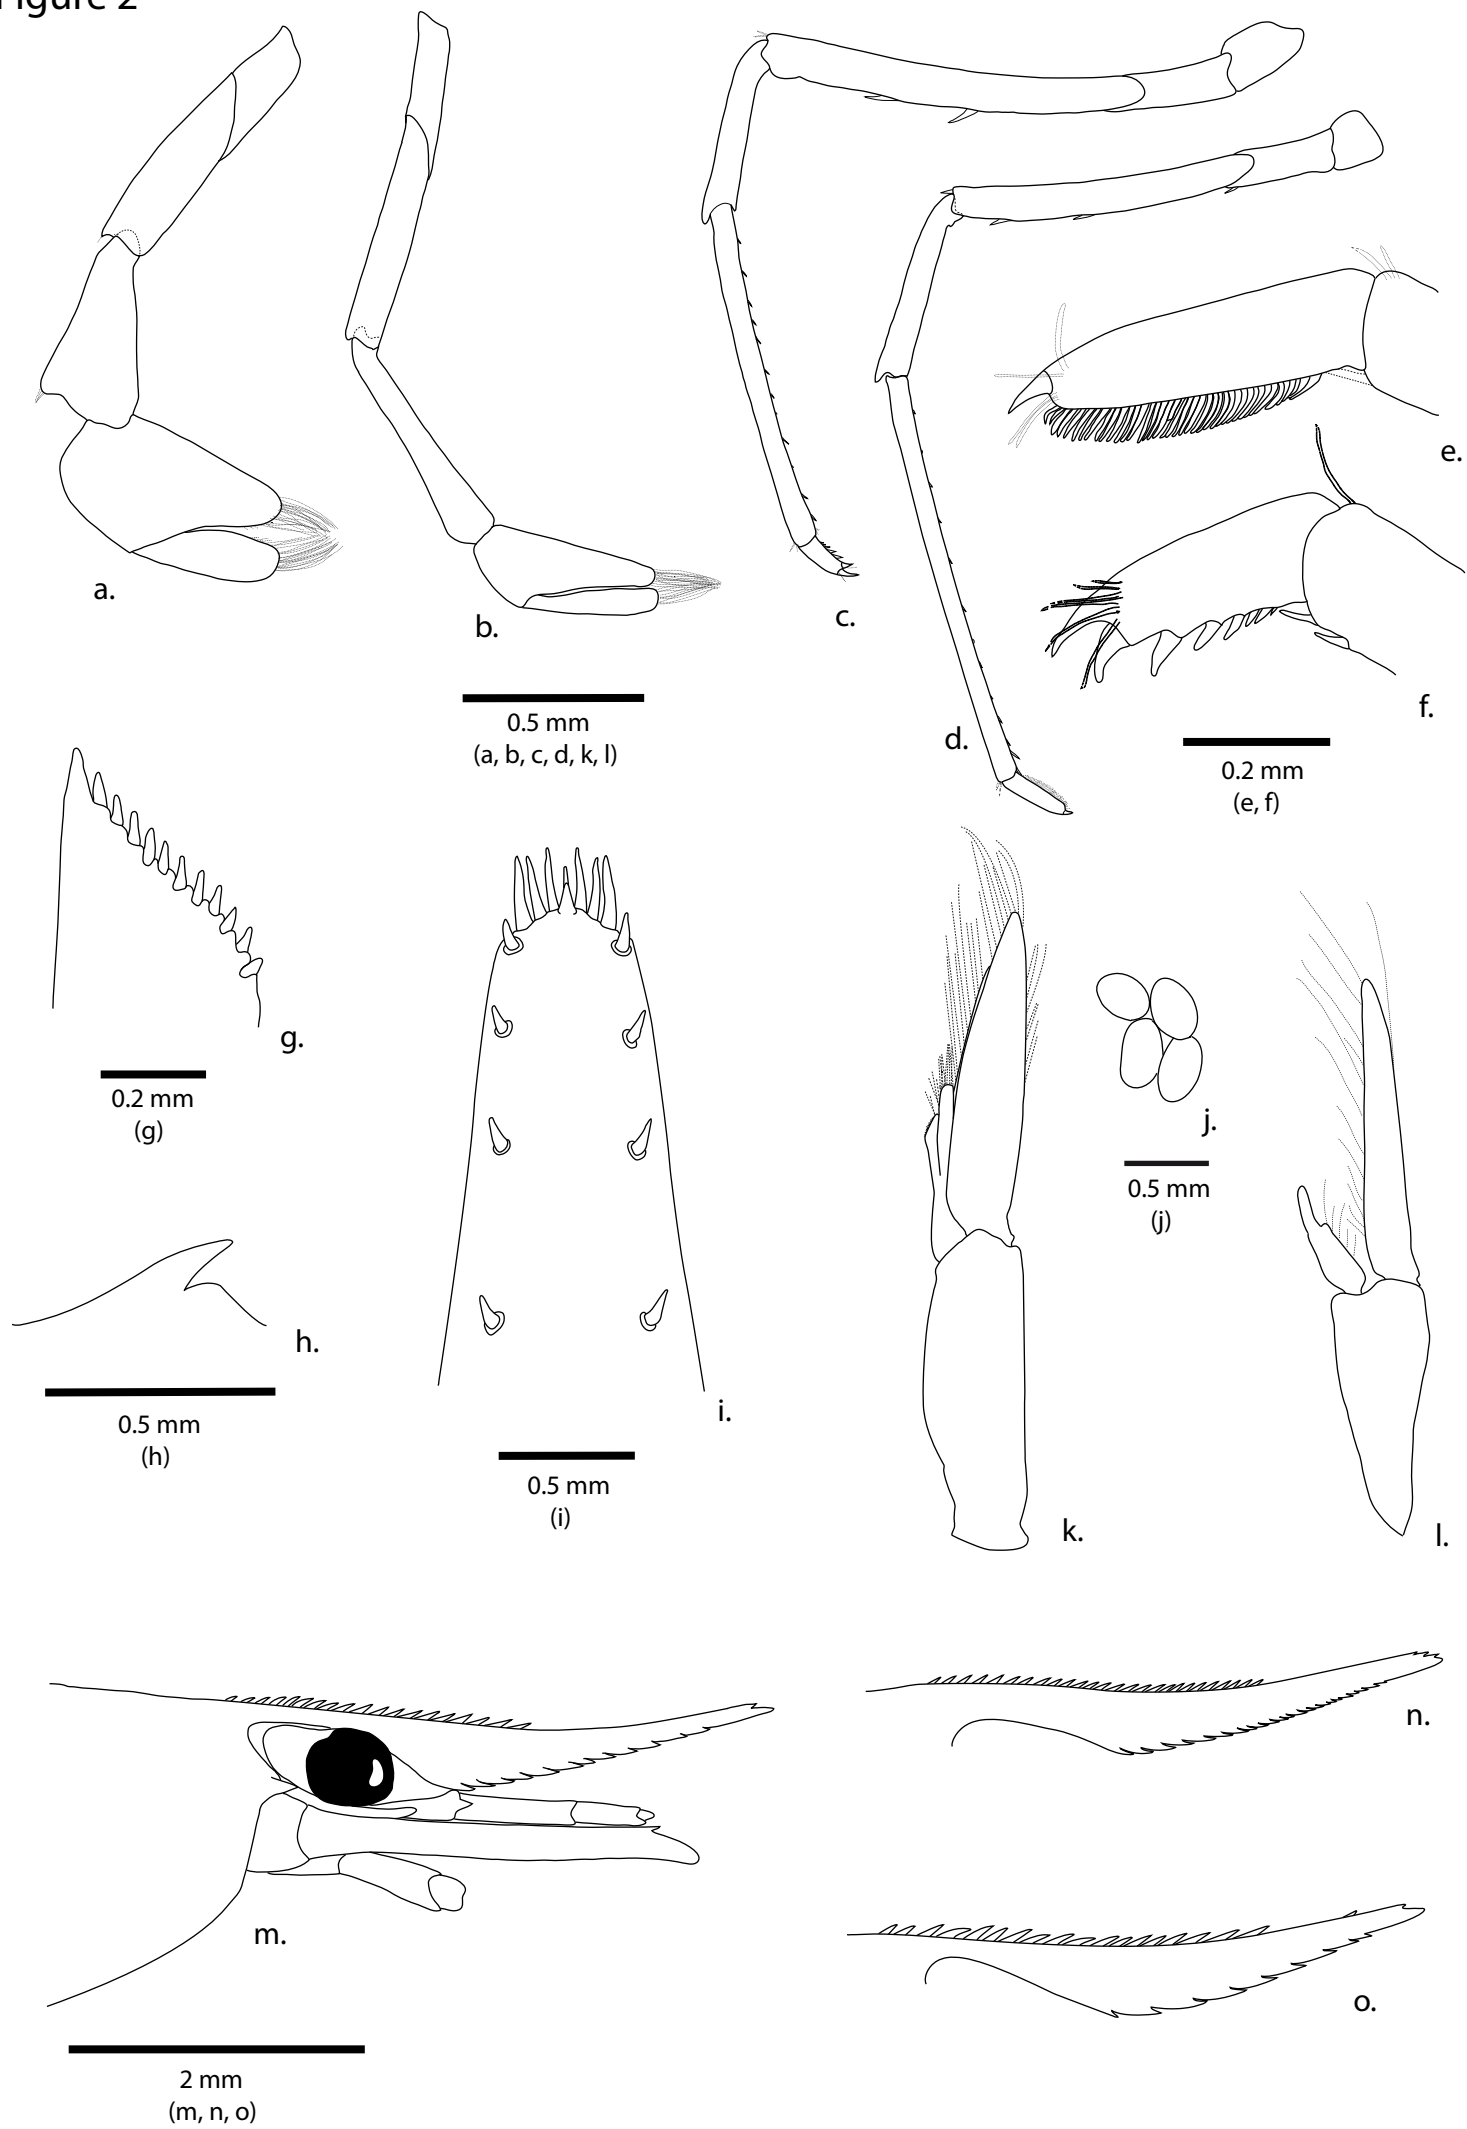 Figure 2
a.
b.
c.
d.
e.
f.
0.5 mm
(a, b, c, d, k, l)
0.2 mm
(e, f)
g.
0.2 mm
(g)
h.
0.5 mm
(h)
i.
0.5 mm
(i)
j.
0.5 mm
(j)
k.
l.
m.
n.
o.
2 mm
(m, n, o)